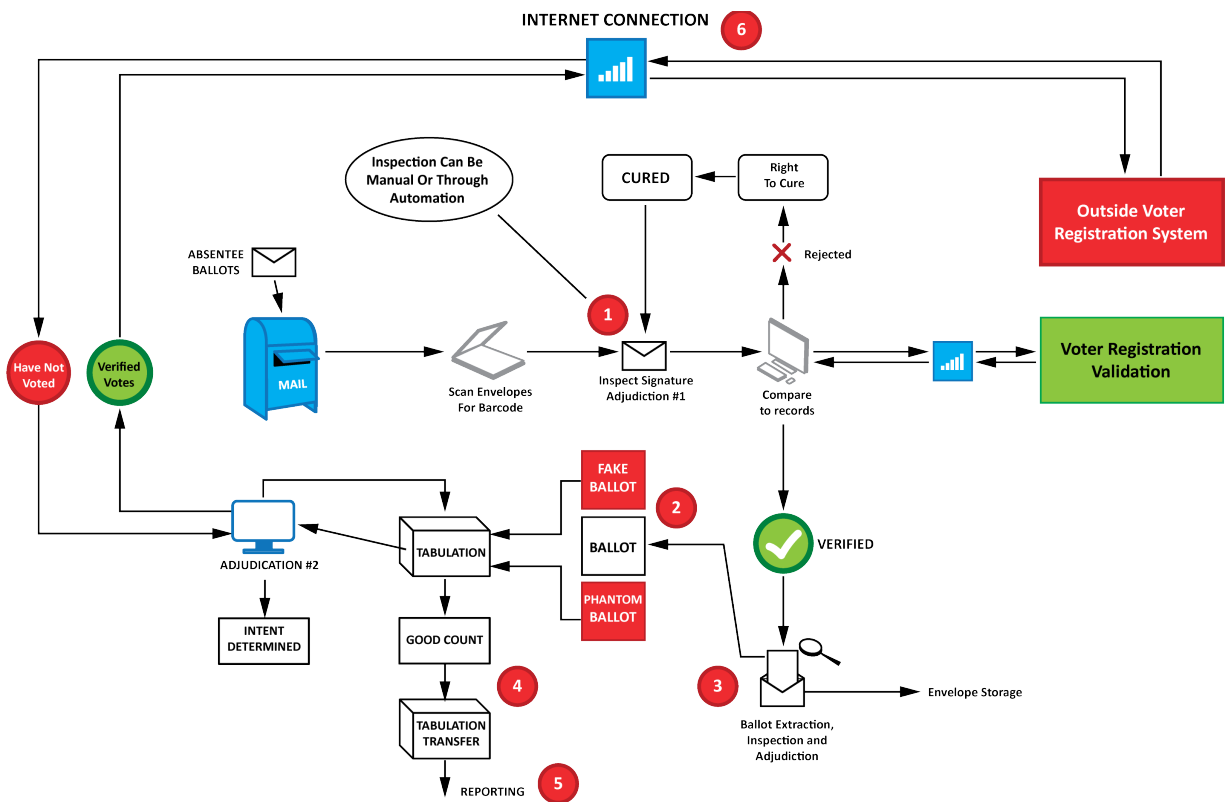 INTERNET CONNECTION
6
Inspection Can Be
Manual Or Through
Automation
CURED
Right
To Cure
Outside Voter
Registration System
Rejected
ABSENTEE
BALLOTS
1
Have Not
Voted
Verified
Votes
MAIL
Scan Envelopes
For Barcode
Inspect Signature
Adjudiction #1
Compare
to records
Voter Registration
Validation
FAKE
BALLOT
2
BALLOT
PHANTOM
BALLOT
VERIFIED
TABULATION
ADJUDICATION #2
INTENT
DETERMINED
GOOD COUNT
4
TABULATION
TRANSFER
5
REPORTING
3
Envelope Storage
Ballot Extraction,
Inspection and
Adjudiction